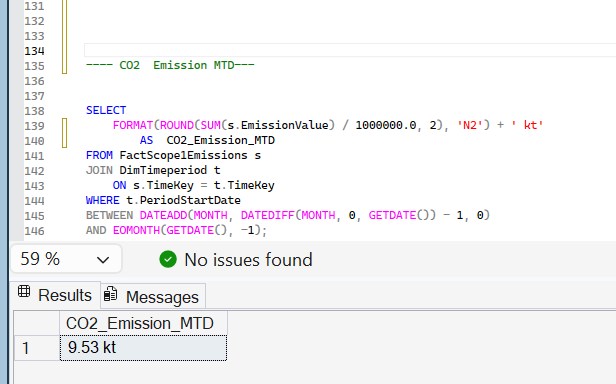 131
132
133
134
135 ---- CO2  Emission MTD---
136
137
138 SELECT
139     FORMAT(ROUND(SUM(s.EmissionValue) / 1000000.0, 2), 'N2') + ' kt'
140         AS  CO2_Emission_MTD
141 FROM FactScope1Emissions s
142 JOIN DimTimeperiod t
143     ON s.TimeKey = t.TimeKey
144 WHERE t.PeriodStartDate
145 BETWEEN DATEADD(MONTH, DATEDIFF(MONTH, 0, GETDATE()) - 1, 0)
146 AND EOMONTH(GETDATE(), -1);
59 % No issues found
Results Messages
CO2_Emission_MTD
1 9.53 kt